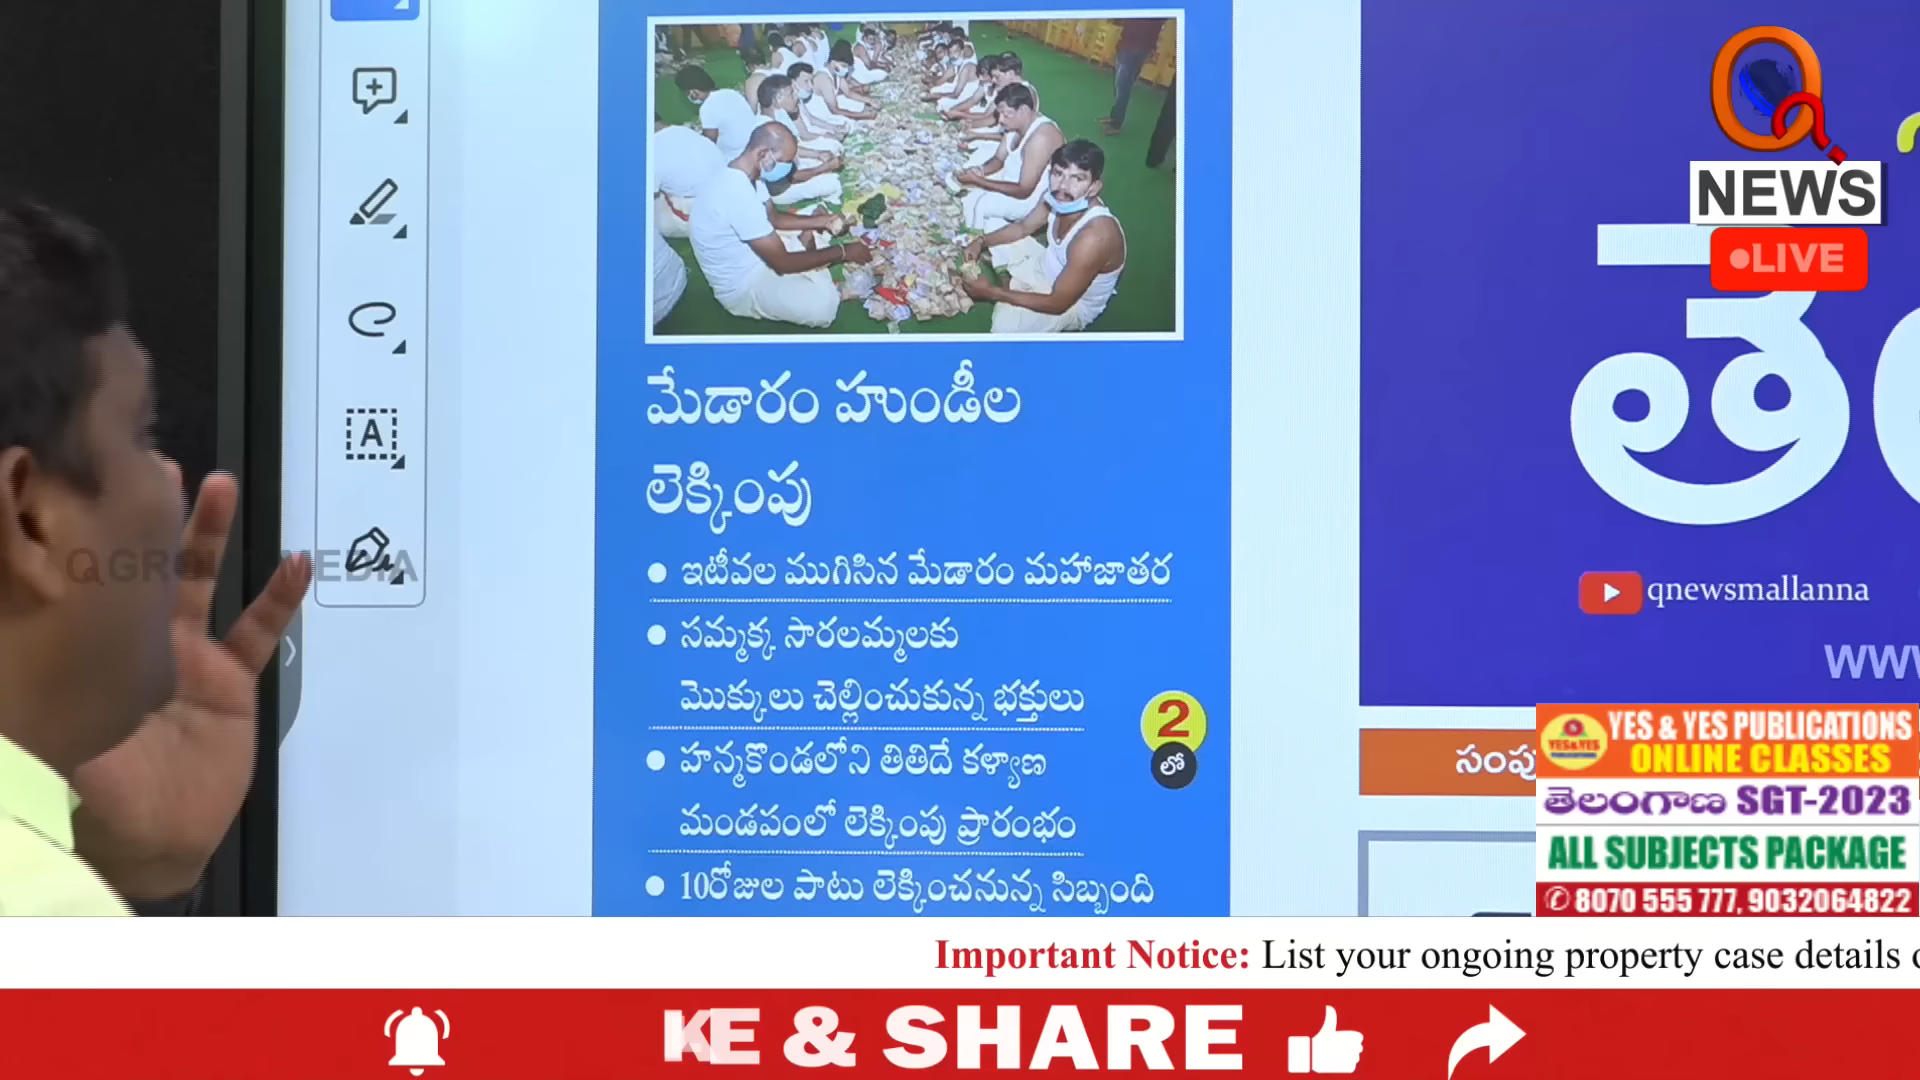 NEWS
LIVE
మేడారం హుండీల
లెక్కింపు
• ఇటీవల ముగిసిన మేడారం మహాజాతర
• సమ్మక్క సారలమ్మలకు
మొక్కులు చెల్లించుకున్న భక్తులు
2
లో
• హన్మకొండలోని తితిదే కళ్యాణ
మండపంలో లెక్కింపు ప్రారంభం
• 10రోజుల పాటు లెక్కించనున్న సిబ్బంది
A
తె
qnewsmallanna
GROUP MEDIA
YES & YES PUBLICATIONS
ONLINE CLASSES
తెలంగాణ SGT-2023
ALL SUBJECTS PACKAGE
8070 555 777, 9032064822
YES&YES
Important Notice: List your ongoing property case details
& SHARE